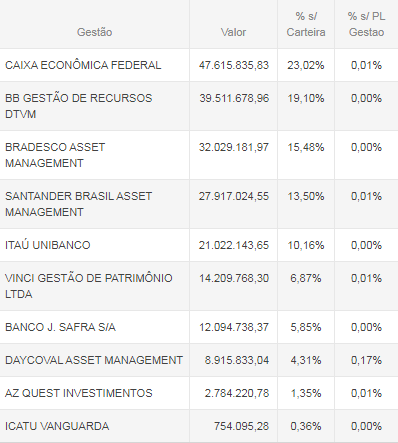 Gestão Valor % s/ Carteira % s/ PL Gestao
CAIXA ECONÔMICA FEDERAL 47.615.835,83 23,02% 0,01%
BB GESTÃO DE RECURSOS DTVM 39.511.678,96 19,10% 0,00%
BRADESCO ASSET MANAGEMENT 32.029.181,97 15,48% 0,00%
SANTANDER BRASIL ASSET MANAGEMENT 27.917.024,55 13,50% 0,01%
ITAÚ UNIBANCO 21.022.143,65 10,16% 0,00%
VINCI GESTÃO DE PATRIMÔNIO LTDA 14.209.768,30 6,87% 0,01%
BANCO J. SAFRA S/A 12.094.738,37 5,85% 0,00%
DAYCOVAL ASSET MANAGEMENT 8.915.833,04 4,31% 0,17%
AZ QUEST INVESTIMENTOS 2.784.220,78 1,35% 0,01%
ICATU VANGUARDA 754.095,28 0,36% 0,00%